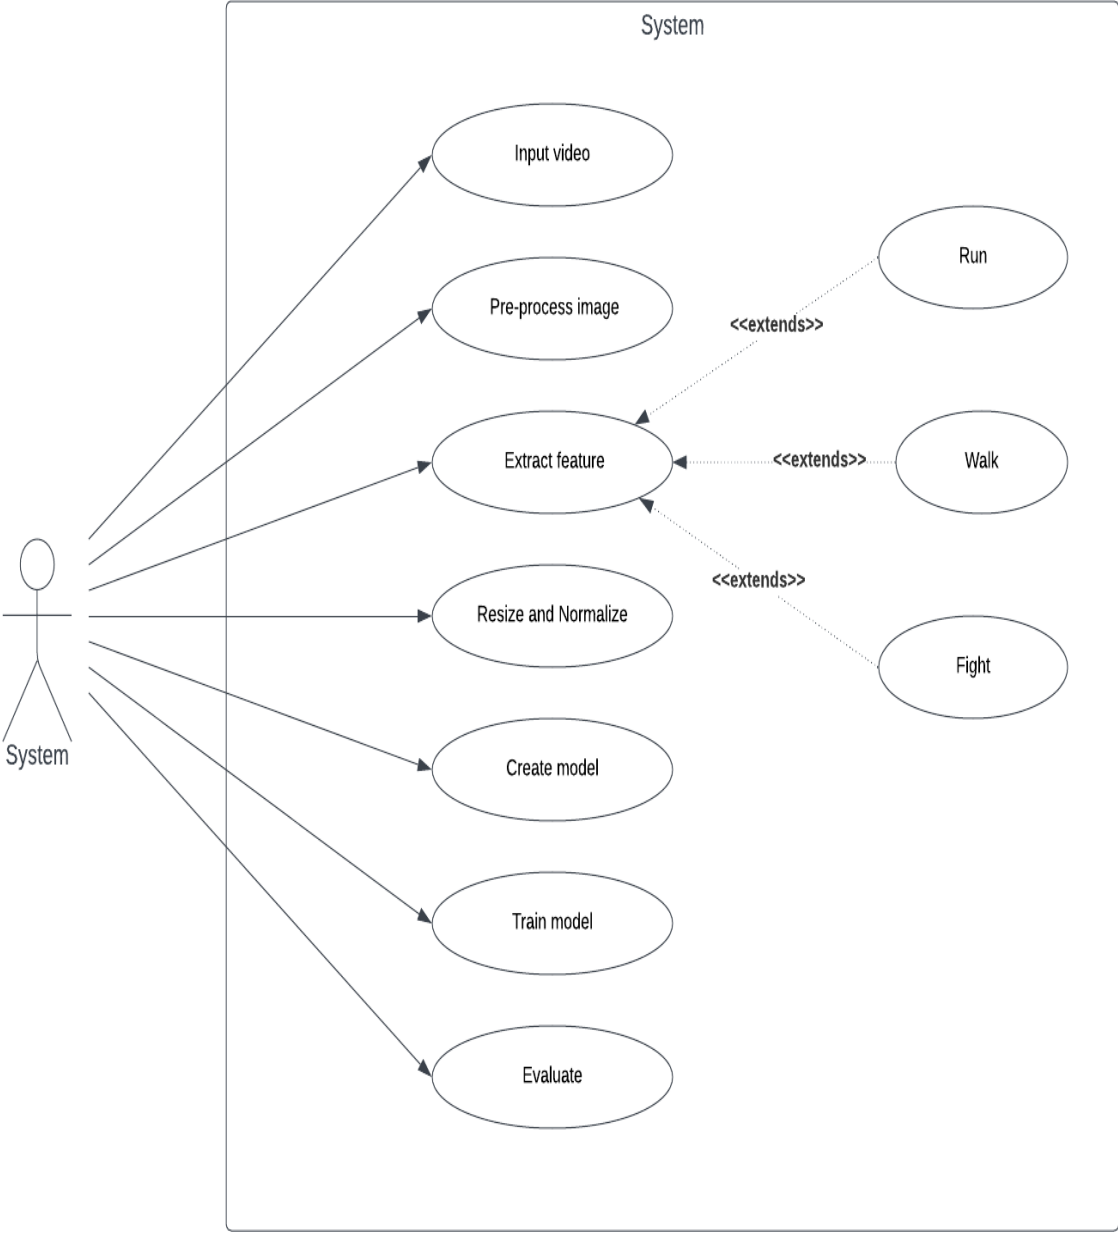 System
Input video
Run
Pre-process image
<<extends>>
Extract feature
<<extends>>
Walk
<<extends>>
Resize and Normalize
Fight
System
Create model
Train model
Evaluate